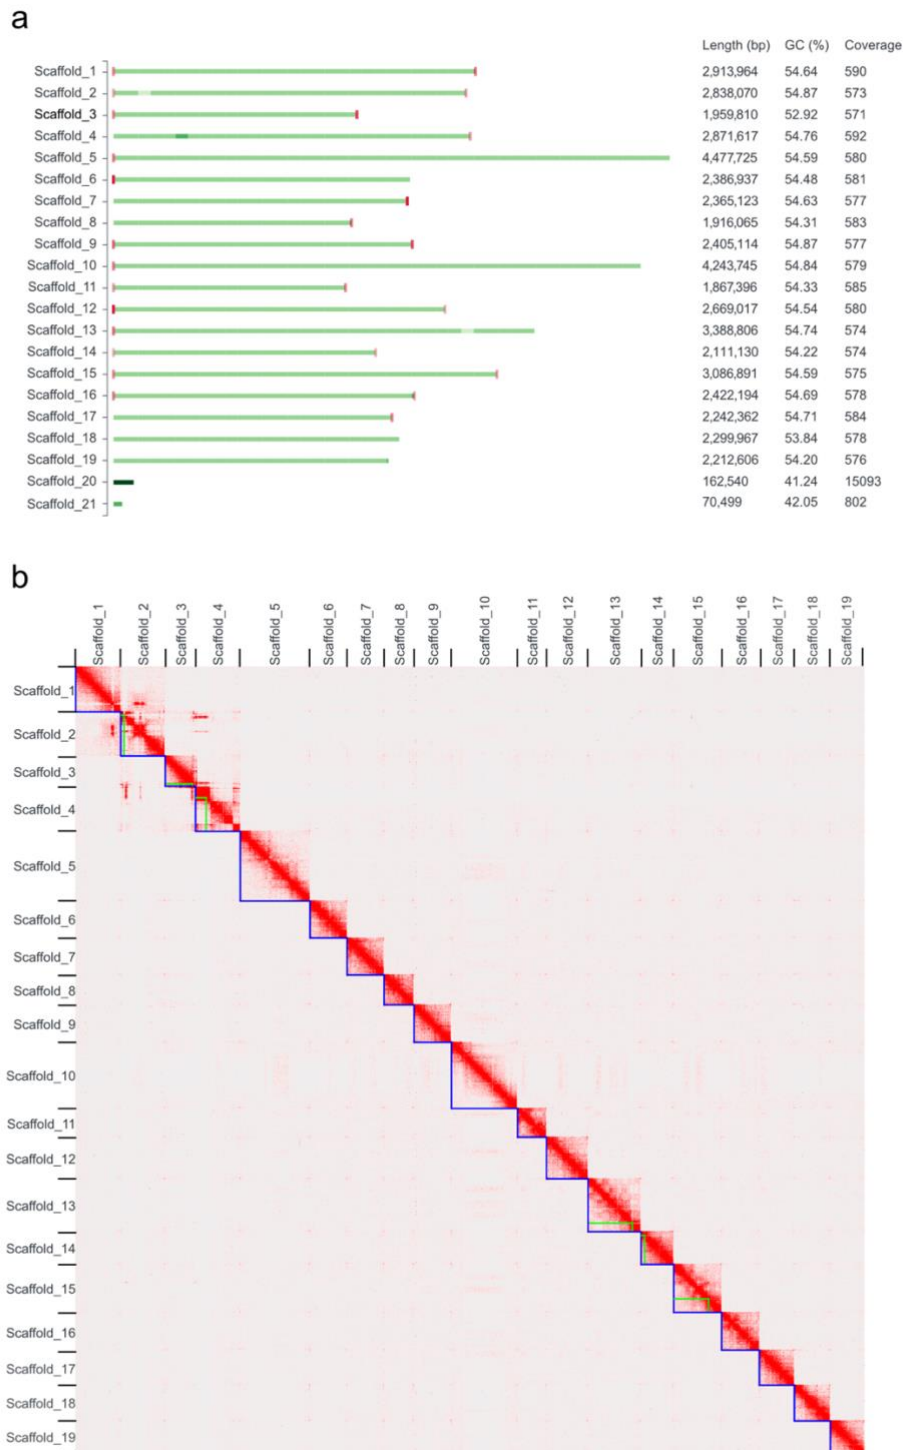 a
Length (bp) GC (%) Coverage
Scaffold_1 2,913,964 54.64 590
Scaffold_2 2,838,070 54.87 573
Scaffold_3 1,959,810 52.92 571
Scaffold_4 2,871,617 54.76 592
Scaffold_5 4,477,725 54.59 580
Scaffold_6 2,386,937 54.48 581
Scaffold_7 2,365,123 54.63 577
Scaffold_8 1,916,065 54.31 583
Scaffold_9 2,405,114 54.87 577
Scaffold_10 4,243,745 54.84 579
Scaffold_11 1,867,396 54.33 585
Scaffold_12 2,669,017 54.54 580
Scaffold_13 3,388,806 54.74 574
Scaffold_14 2,111,130 54.22 574
Scaffold_15 3,086,891 54.59 575
Scaffold_16 2,422,194 54.69 578
Scaffold_17 2,242,362 54.71 584
Scaffold_18 2,299,967 53.84 578
Scaffold_19 2,212,606 54.20 576
Scaffold_20 162,540 41.24 15093
Scaffold_21 70,499 42.05 802
b
Scaffold_1
Scaffold_2
Scaffold_3
Scaffold_4
Scaffold_5
Scaffold_6
Scaffold_7
Scaffold_8
Scaffold_9
Scaffold_10
Scaffold_11
Scaffold_12
Scaffold_13
Scaffold_14
Scaffold_15
Scaffold_16
Scaffold_17
Scaffold_18
Scaffold_19
Scaffold_1
Scaffold_2
Scaffold_3
Scaffold_4
Scaffold_5
Scaffold_6
Scaffold_7
Scaffold_8
Scaffold_9
Scaffold_10
Scaffold_11
Scaffold_12
Scaffold_13
Scaffold_14
Scaffold_15
Scaffold_16
Scaffold_17
Scaffold_18
Scaffold_19